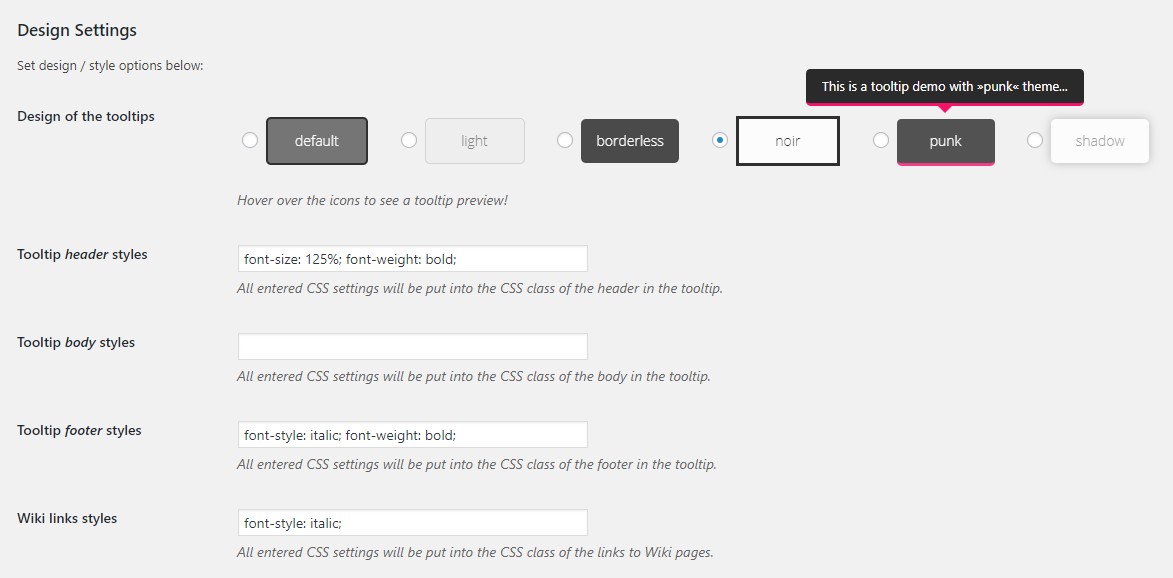 Design Settings
Set design / style options below:
This is a tooltip demo with »punk« theme...
Design of the tooltips
default light borderless noir punk shadow
Hover over the icons to see a tooltip preview!
Tooltip header styles
font-size: 125%; font-weight: bold;
All entered CSS settings will be put into the CSS class of the header in the tooltip.
Tooltip body styles
All entered CSS settings will be put into the CSS class of the body in the tooltip.
Tooltip footer styles
font-style: italic; font-weight: bold;
All entered CSS settings will be put into the CSS class of the footer in the tooltip.
Wiki links styles
font-style: italic;
All entered CSS settings will be put into the CSS class of the links to Wiki pages.